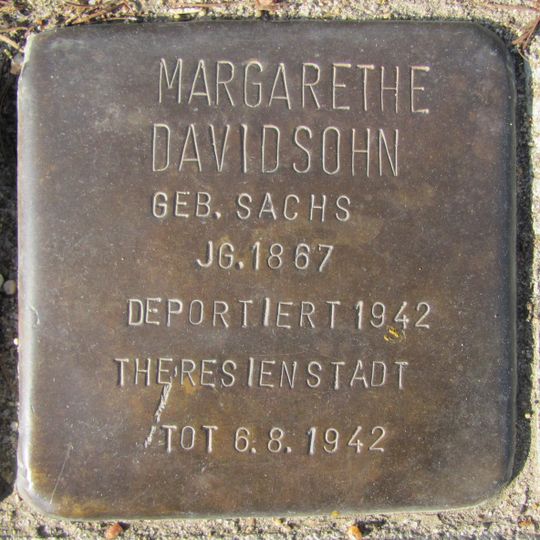 MARGARETHE
DAVIDSOHN
GEB. SACHS
JG. 1867
DEPORTIERT 1942
THERESIENSTADT
TOT 6.8.1942